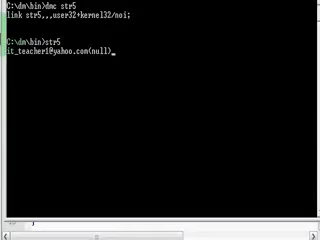 C:\dm\bin>dmc str5
link str5,,,user32+kernel32/noi;
C:\dm\bin>str5
it_teacher1@yahoo.com(null)_